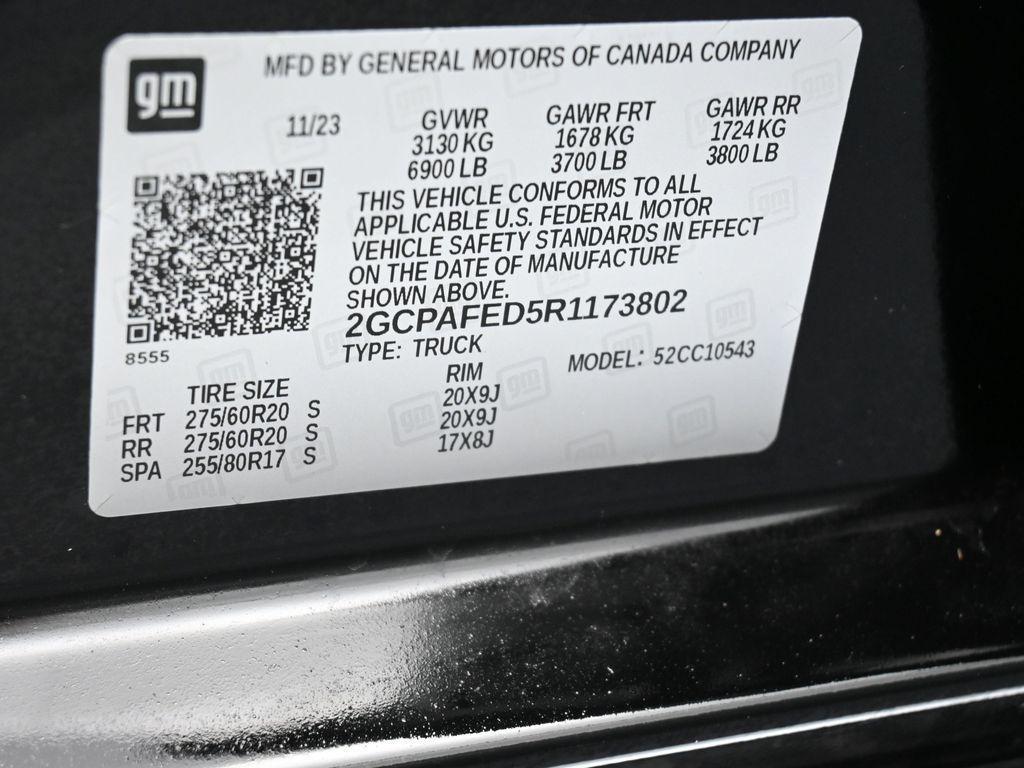 gm
MFD BY GENERAL MOTORS OF CANADA COMPANY
11/23 GVWR GAWR FRT GAWR RR
3130 KG 1678 KG 1724 KG
6900 LB 3700 LB 3800 LB
THIS VEHICLE CONFORMS TO ALL
APPLICABLE U.S. FEDERAL MOTOR
VEHICLE SAFETY STANDARDS IN EFFECT
ON THE DATE OF MANUFACTURE
SHOWN ABOVE.
2GCPAFED5R1173802
8555
TYPE: TRUCK MODEL: 52CC10543
TIRE SIZE RIM
FRT 275/60R20 S 20X9J
RR 275/60R20 S 20X9J
SPA 255/80R17 S 17X8J